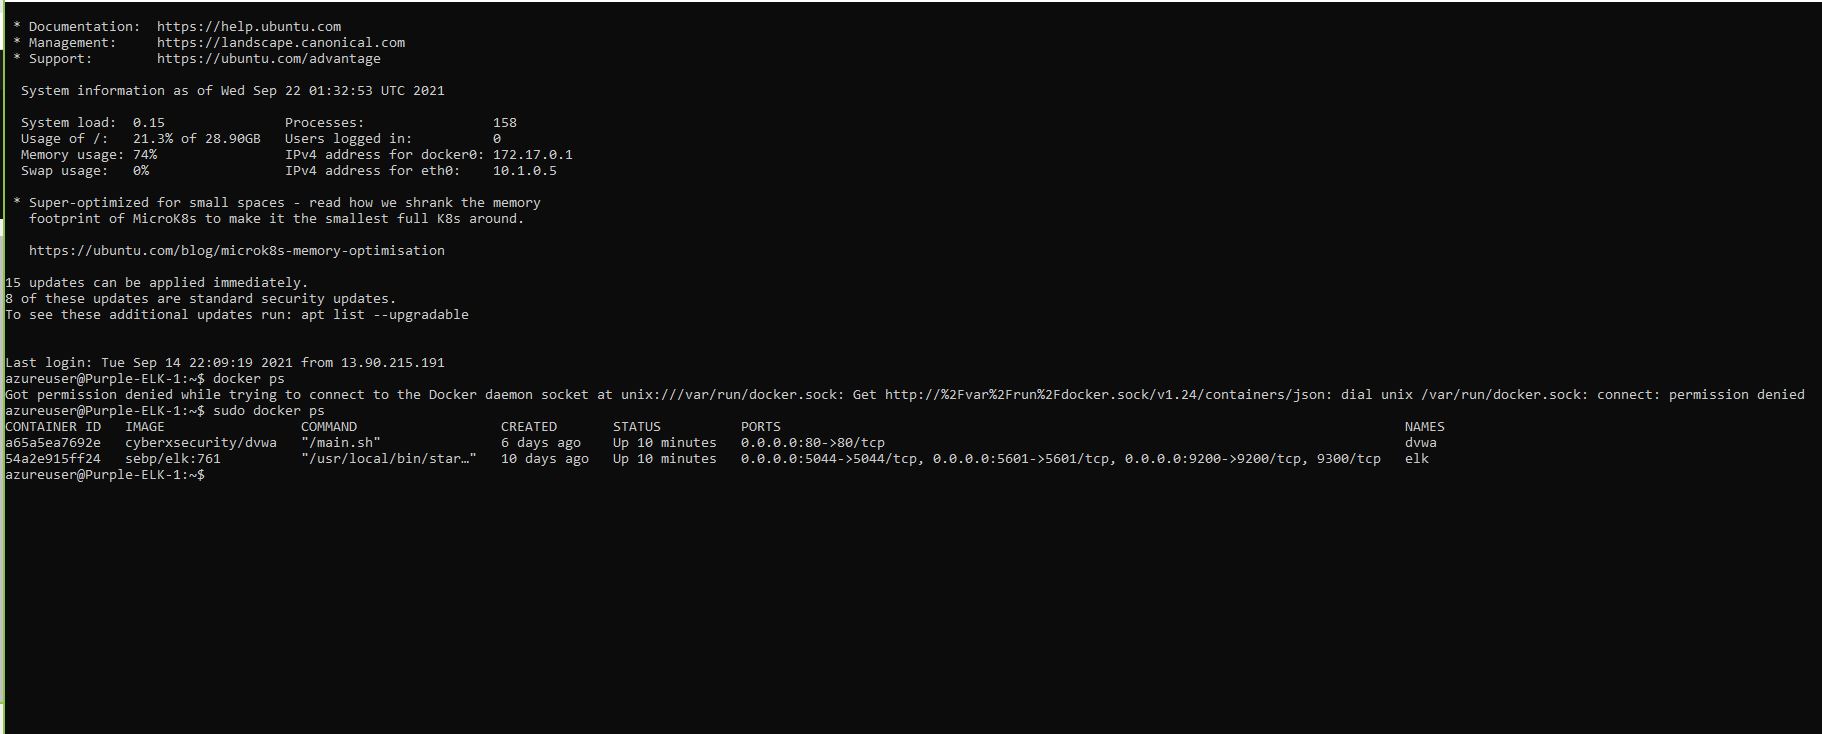 * Documentation:  https://help.ubuntu.com
* Management:     https://landscape.canonical.com
* Support:        https://ubuntu.com/advantage
System information as of Wed Sep 22 01:32:53 UTC 2021
System load:  0.15               Processes:                158
Usage of /:   21.3% of 28.90GB   Users logged in:          0
Memory usage: 74%                IPv4 address for docker0: 172.17.0.1
Swap usage:   0%                 IPv4 address for eth0:    10.1.0.5
* Super-optimized for small spaces - read how we shrank the memory
footprint of MicroK8s to make it the smallest full K8s around.
https://ubuntu.com/blog/microk8s-memory-optimisation
15 updates can be applied immediately.
8 of these updates are standard security updates.
To see these additional updates run: apt list --upgradable
Last login: Tue Sep 14 22:09:19 2021 from 13.90.215.191
azureuser@Purple-ELK-1:~$ docker ps
Got permission denied while trying to connect to the Docker daemon socket at unix:///var/run/docker.sock: Get http://%2Fvar%2Frun%2Fdocker.sock/v1.24/containers/json: dial unix /var/run/docker.sock: connect: permission denied
azureuser@Purple-ELK-1:~$ sudo docker ps
CONTAINER ID   IMAGE                 COMMAND                  CREATED       STATUS          PORTS                                                                              NAMES
a65a5ea7692e   cyberxsecurity/dvwa   "/main.sh"               6 days ago    Up 10 minutes   0.0.0.0:80->80/tcp                                                                 dvwa
54a2e915ff24   sebp/elk:761          "/usr/local/bin/star…"   10 days ago   Up 10 minutes   0.0.0.0:5044->5044/tcp, 0.0.0.0:5601->5601/tcp, 0.0.0.0:9200->9200/tcp, 9300/tcp   elk
azureuser@Purple-ELK-1:~$